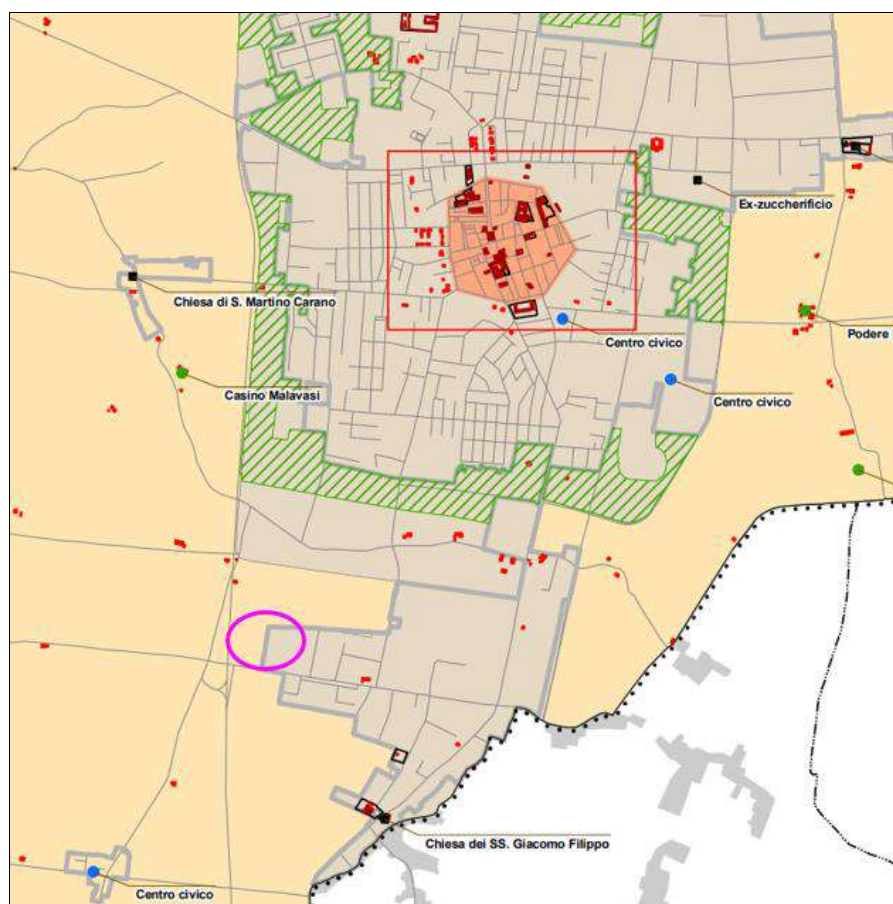 Ex-zuccherificio
Chiesa di S. Martino Carano
Podere
Centro civico
Casino Malavasi
Centro civico
Chiesa dei SS. Giacomo Filippo
Centro civico